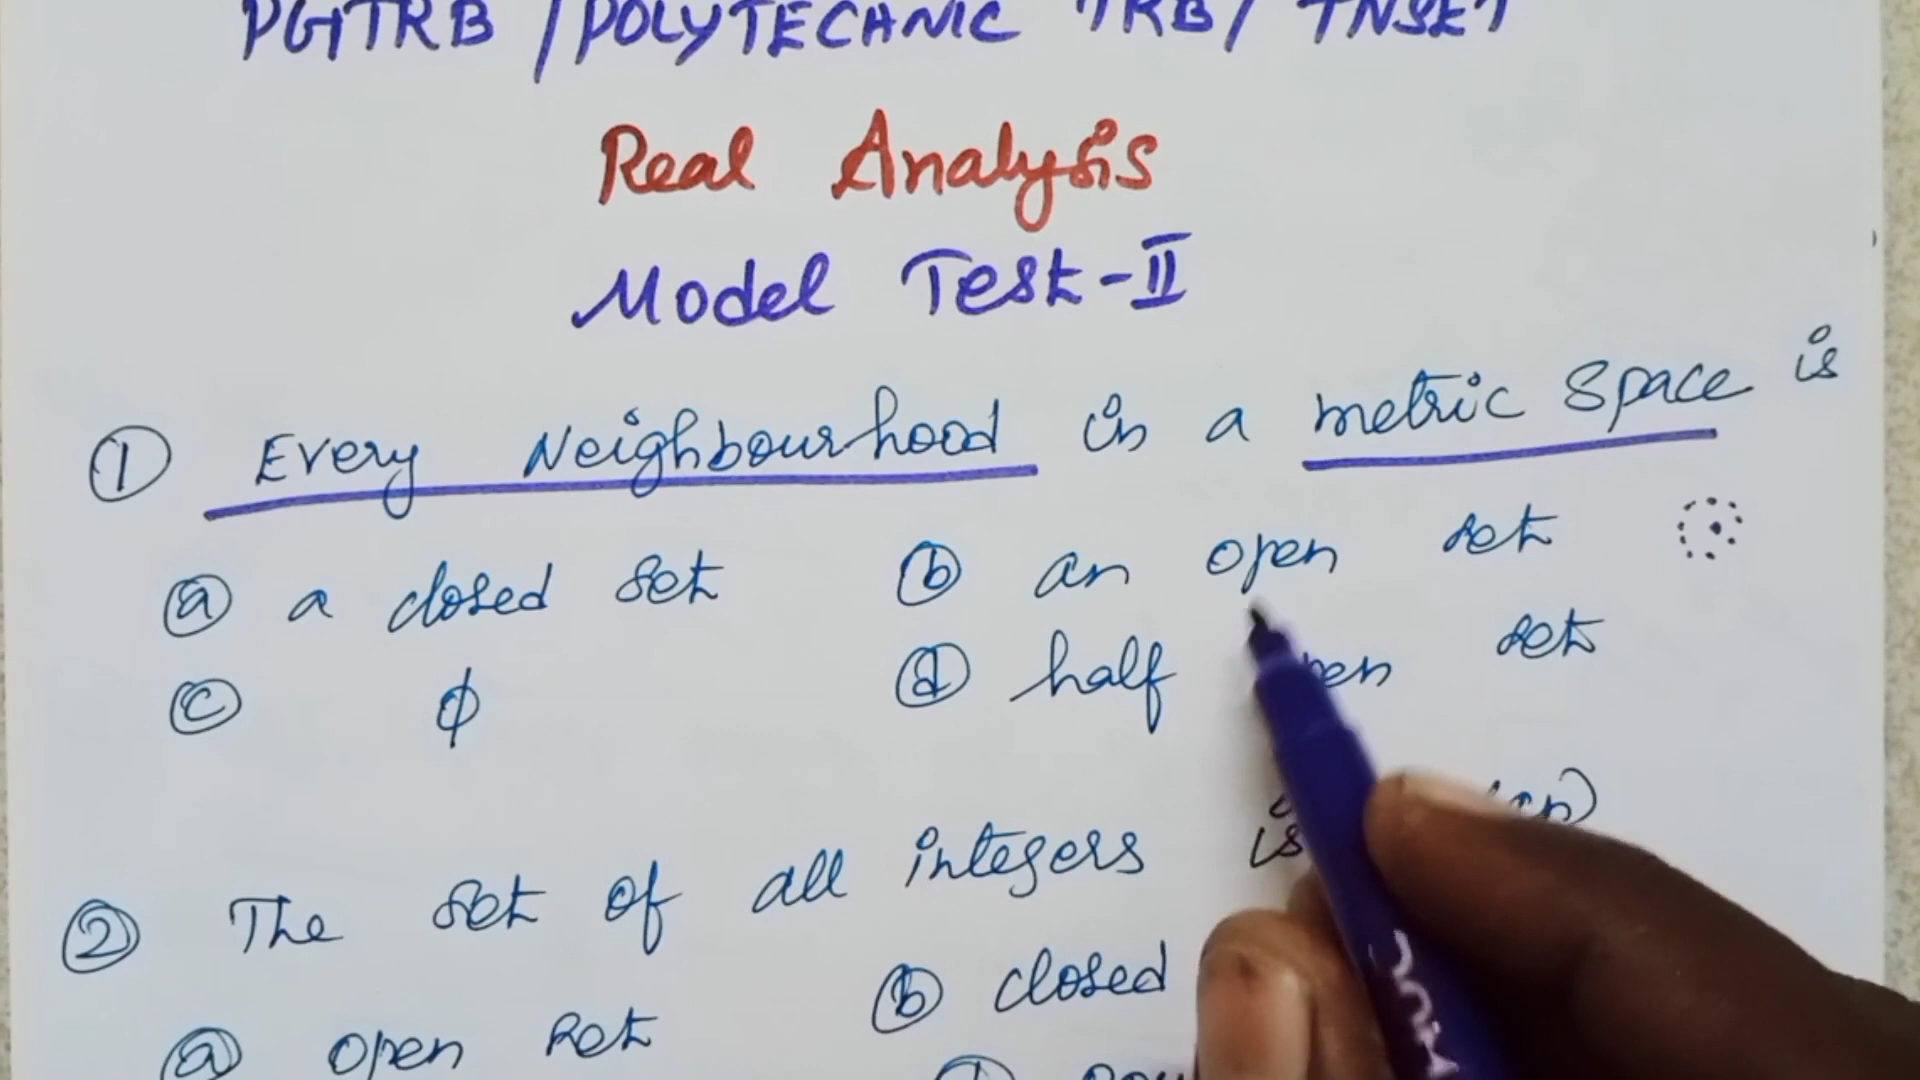 PGTRB / POLYTECHNIC TRB / TNSET
Real Analysis
Model Test-II
① Every Neighbourhood in a metric space is
ⓐ a closed set ⓑ an open set
ⓒ ϕ ⓓ half set
② The set of all integers is
ⓐ open set ⓑ closed